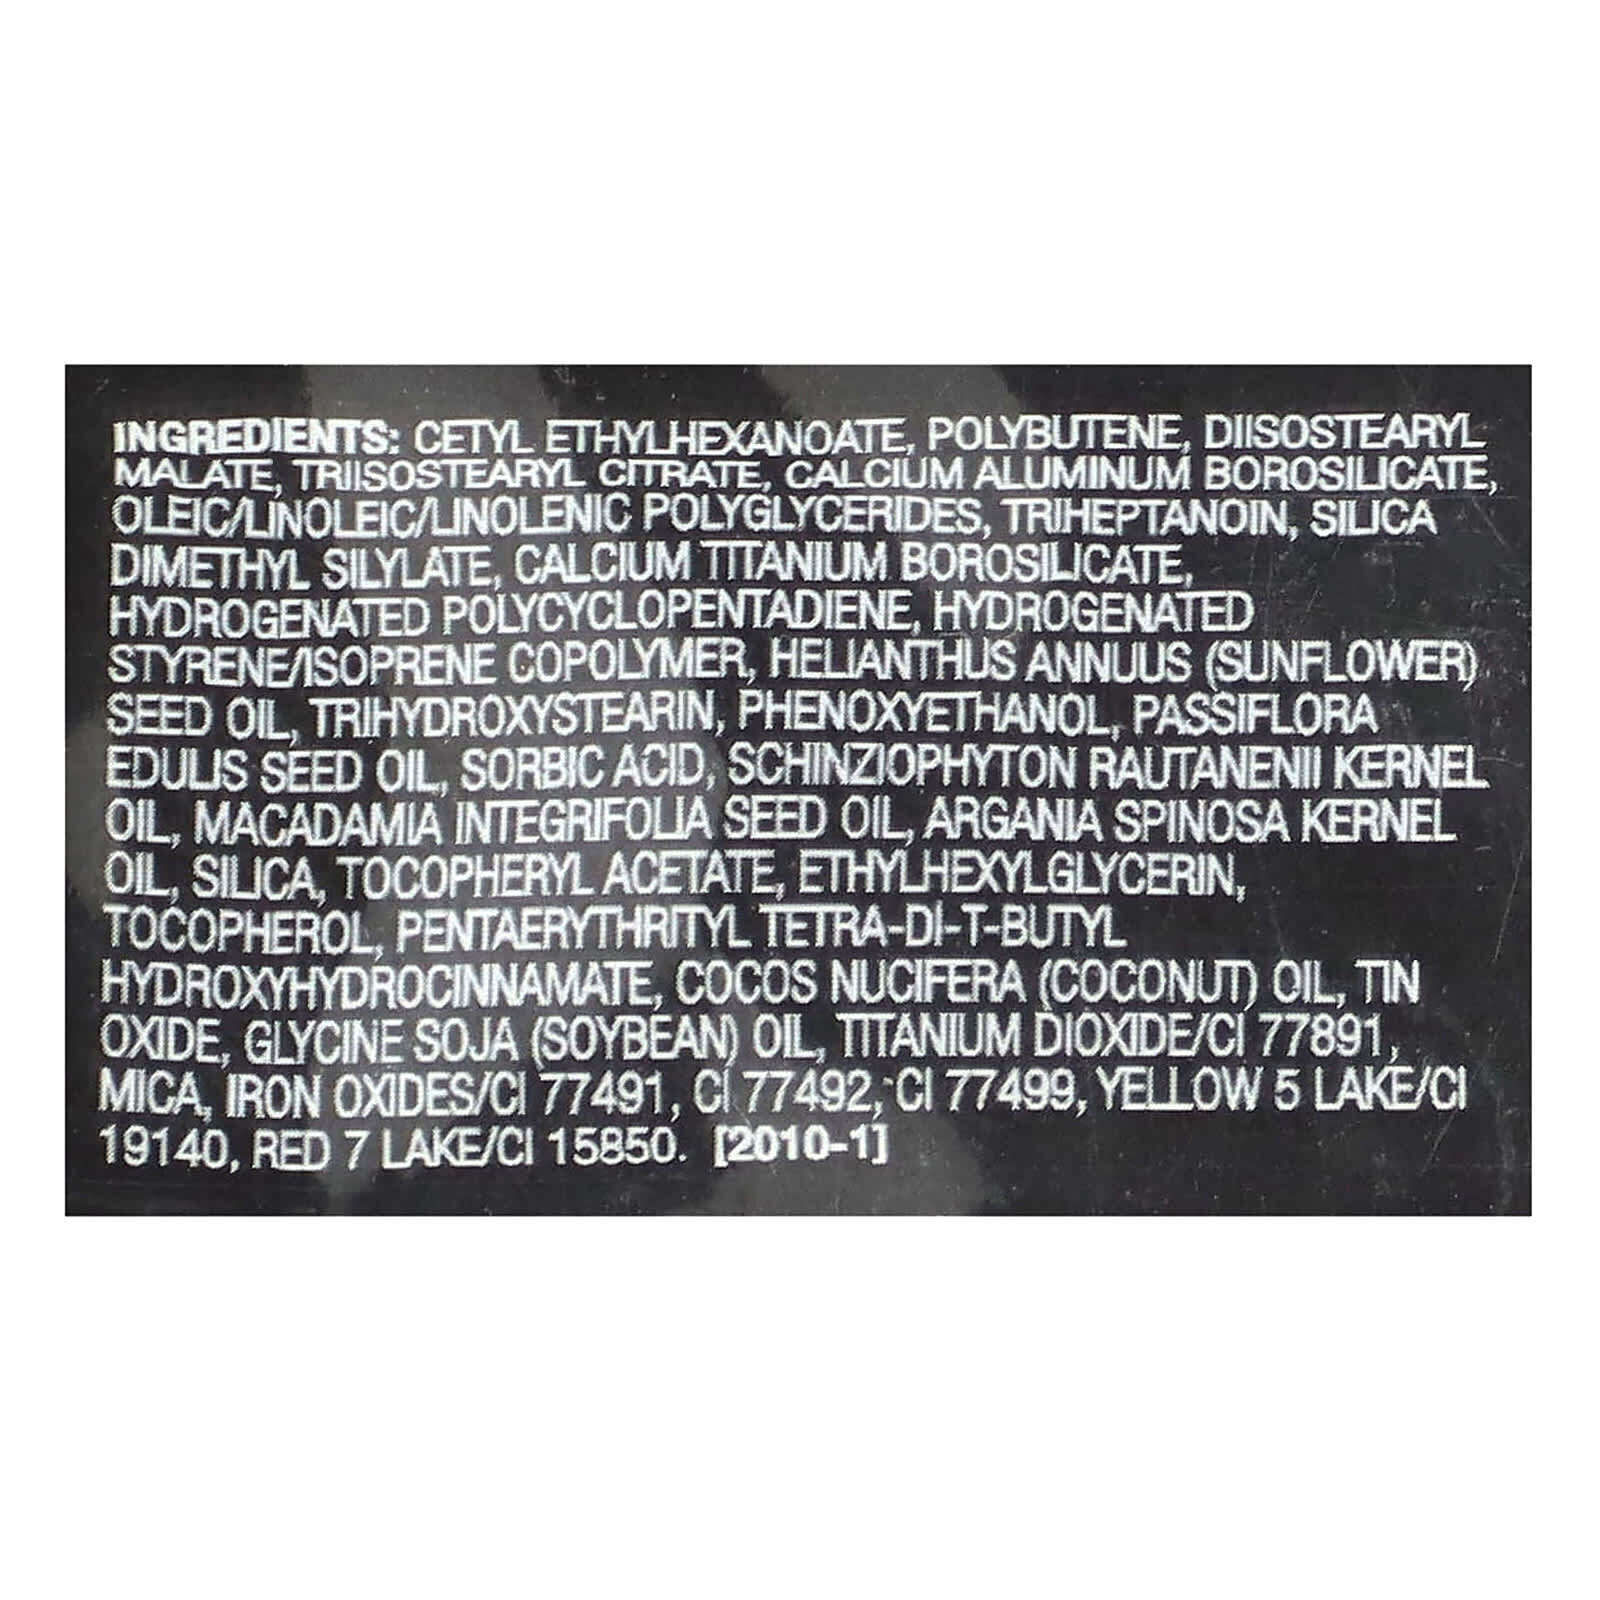 INGREDIENTS: CETYL ETHYLHEXANOATE, POLYBUTENE, DIISOSTEARYL
MALATE, TRIISOSTEARYL CITRATE, CALCIUM ALUMINUM BOROSILICATE,
OLEIC/LINOLEIC/LINOLENIC POLYGLYCERIDES, TRIHEPTANOIN, SILICA
DIMETHYL SILYLATE, CALCIUM TITANIUM BOROSILICATE,
HYDROGENATED POLYCYCLOPENTADIENE, HYDROGENATED
STYRENE/ISOPRENE COPOLYMER, HELIANTHUS ANNUUS (SUNFLOWER)
SEED OIL, TRIHYDROXYSTEARIN, PHENOXYETHANOL, PASSIFLORA
EDULIS SEED OIL, SORBIC ACID, SCHINZIOPHYTON RAUTANENII KERNEL
OIL, MACADAMIA INTEGRIFOLIA SEED OIL, ARGANIA SPINOSA KERNEL
OIL, SILICA, TOCOPHERYL ACETATE, ETHYLHEXYLGLYCERIN,
TOCOPHEROL, PENTAERYTHRITYL TETRA-DI-T-BUTYL
HYDROXYHYDROCINNAMATE, COCOS NUCIFERA (COCONUT) OIL, TIN
OXIDE, GLYCINE SOJA (SOYBEAN) OIL, TITANIUM DIOXIDE/CI 77891,
MICA, IRON OXIDES/CI 77491, CI 77492, CI 77499, YELLOW 5 LAKE/CI
19140, RED 7 LAKE/CI 15850. [2010-1]